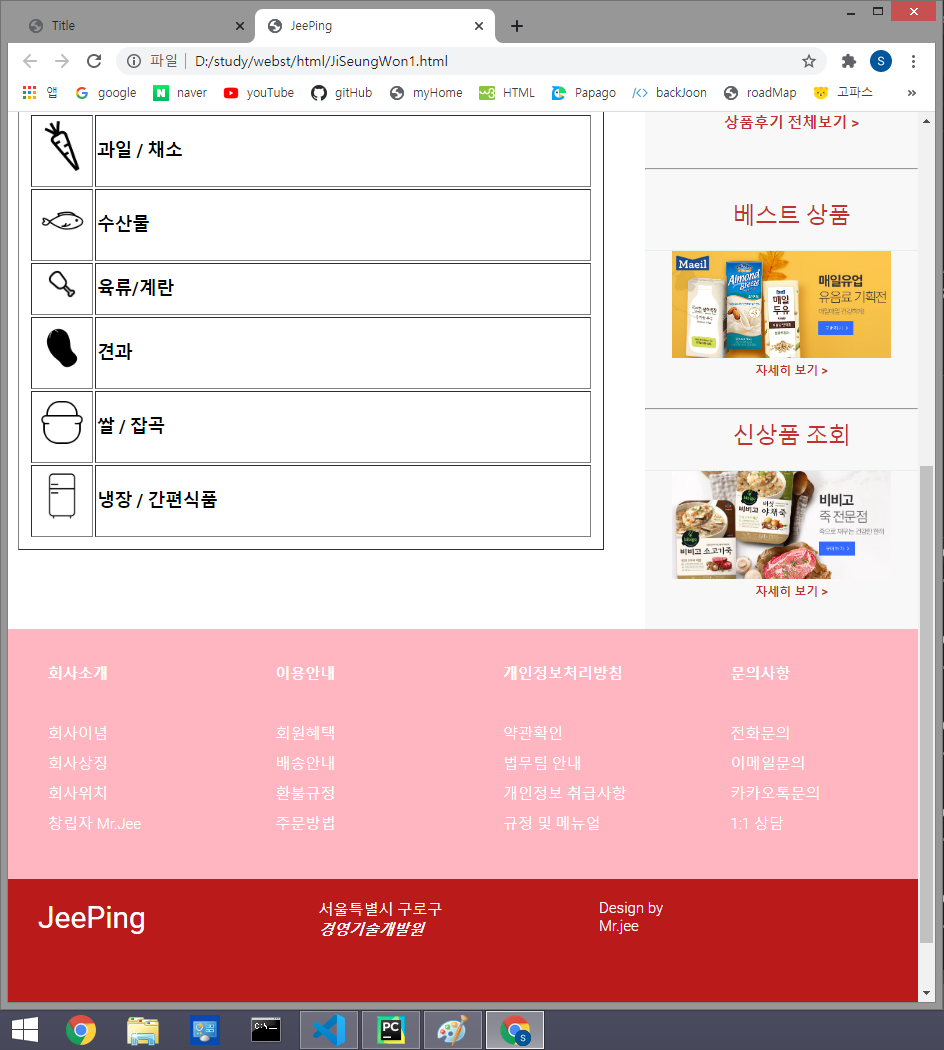 Title
JeePing
파일
D:/study/webst/html/JiSeungWon1.html
S
앱
google
naver
youTube
gitHub
myHome
HTML
Papago
backJoon
roadMap
고파스
»
과일 / 채소
수산물
육류/계란
견과
쌀 / 잡곡
냉장 / 간편식품
상품후기 전체보기 >
베스트 상품
Maeil
Almond
Breeze
매일
두유
매일유업
유음료 기획전
자세히 보기 >
신상품 조회
비비고
버섯
야채죽
비비고
소고기죽
비비고
죽 전문점
자세히 보기 >
회사소개
이용안내
개인정보처리방침
문의사항
회사이념
회원혜택
약관확인
전화문의
회사상징
배송안내
법무팀 안내
이메일문의
회사위치
환불규정
개인정보 취급사항
카카오톡문의
창립자 Mr.Jee
주문방법
규정 및 메뉴얼
1:1 상담
JeePing
서울특별시 구로구
경영기술개발원
Design by
Mr.jee
C:\
PC
S